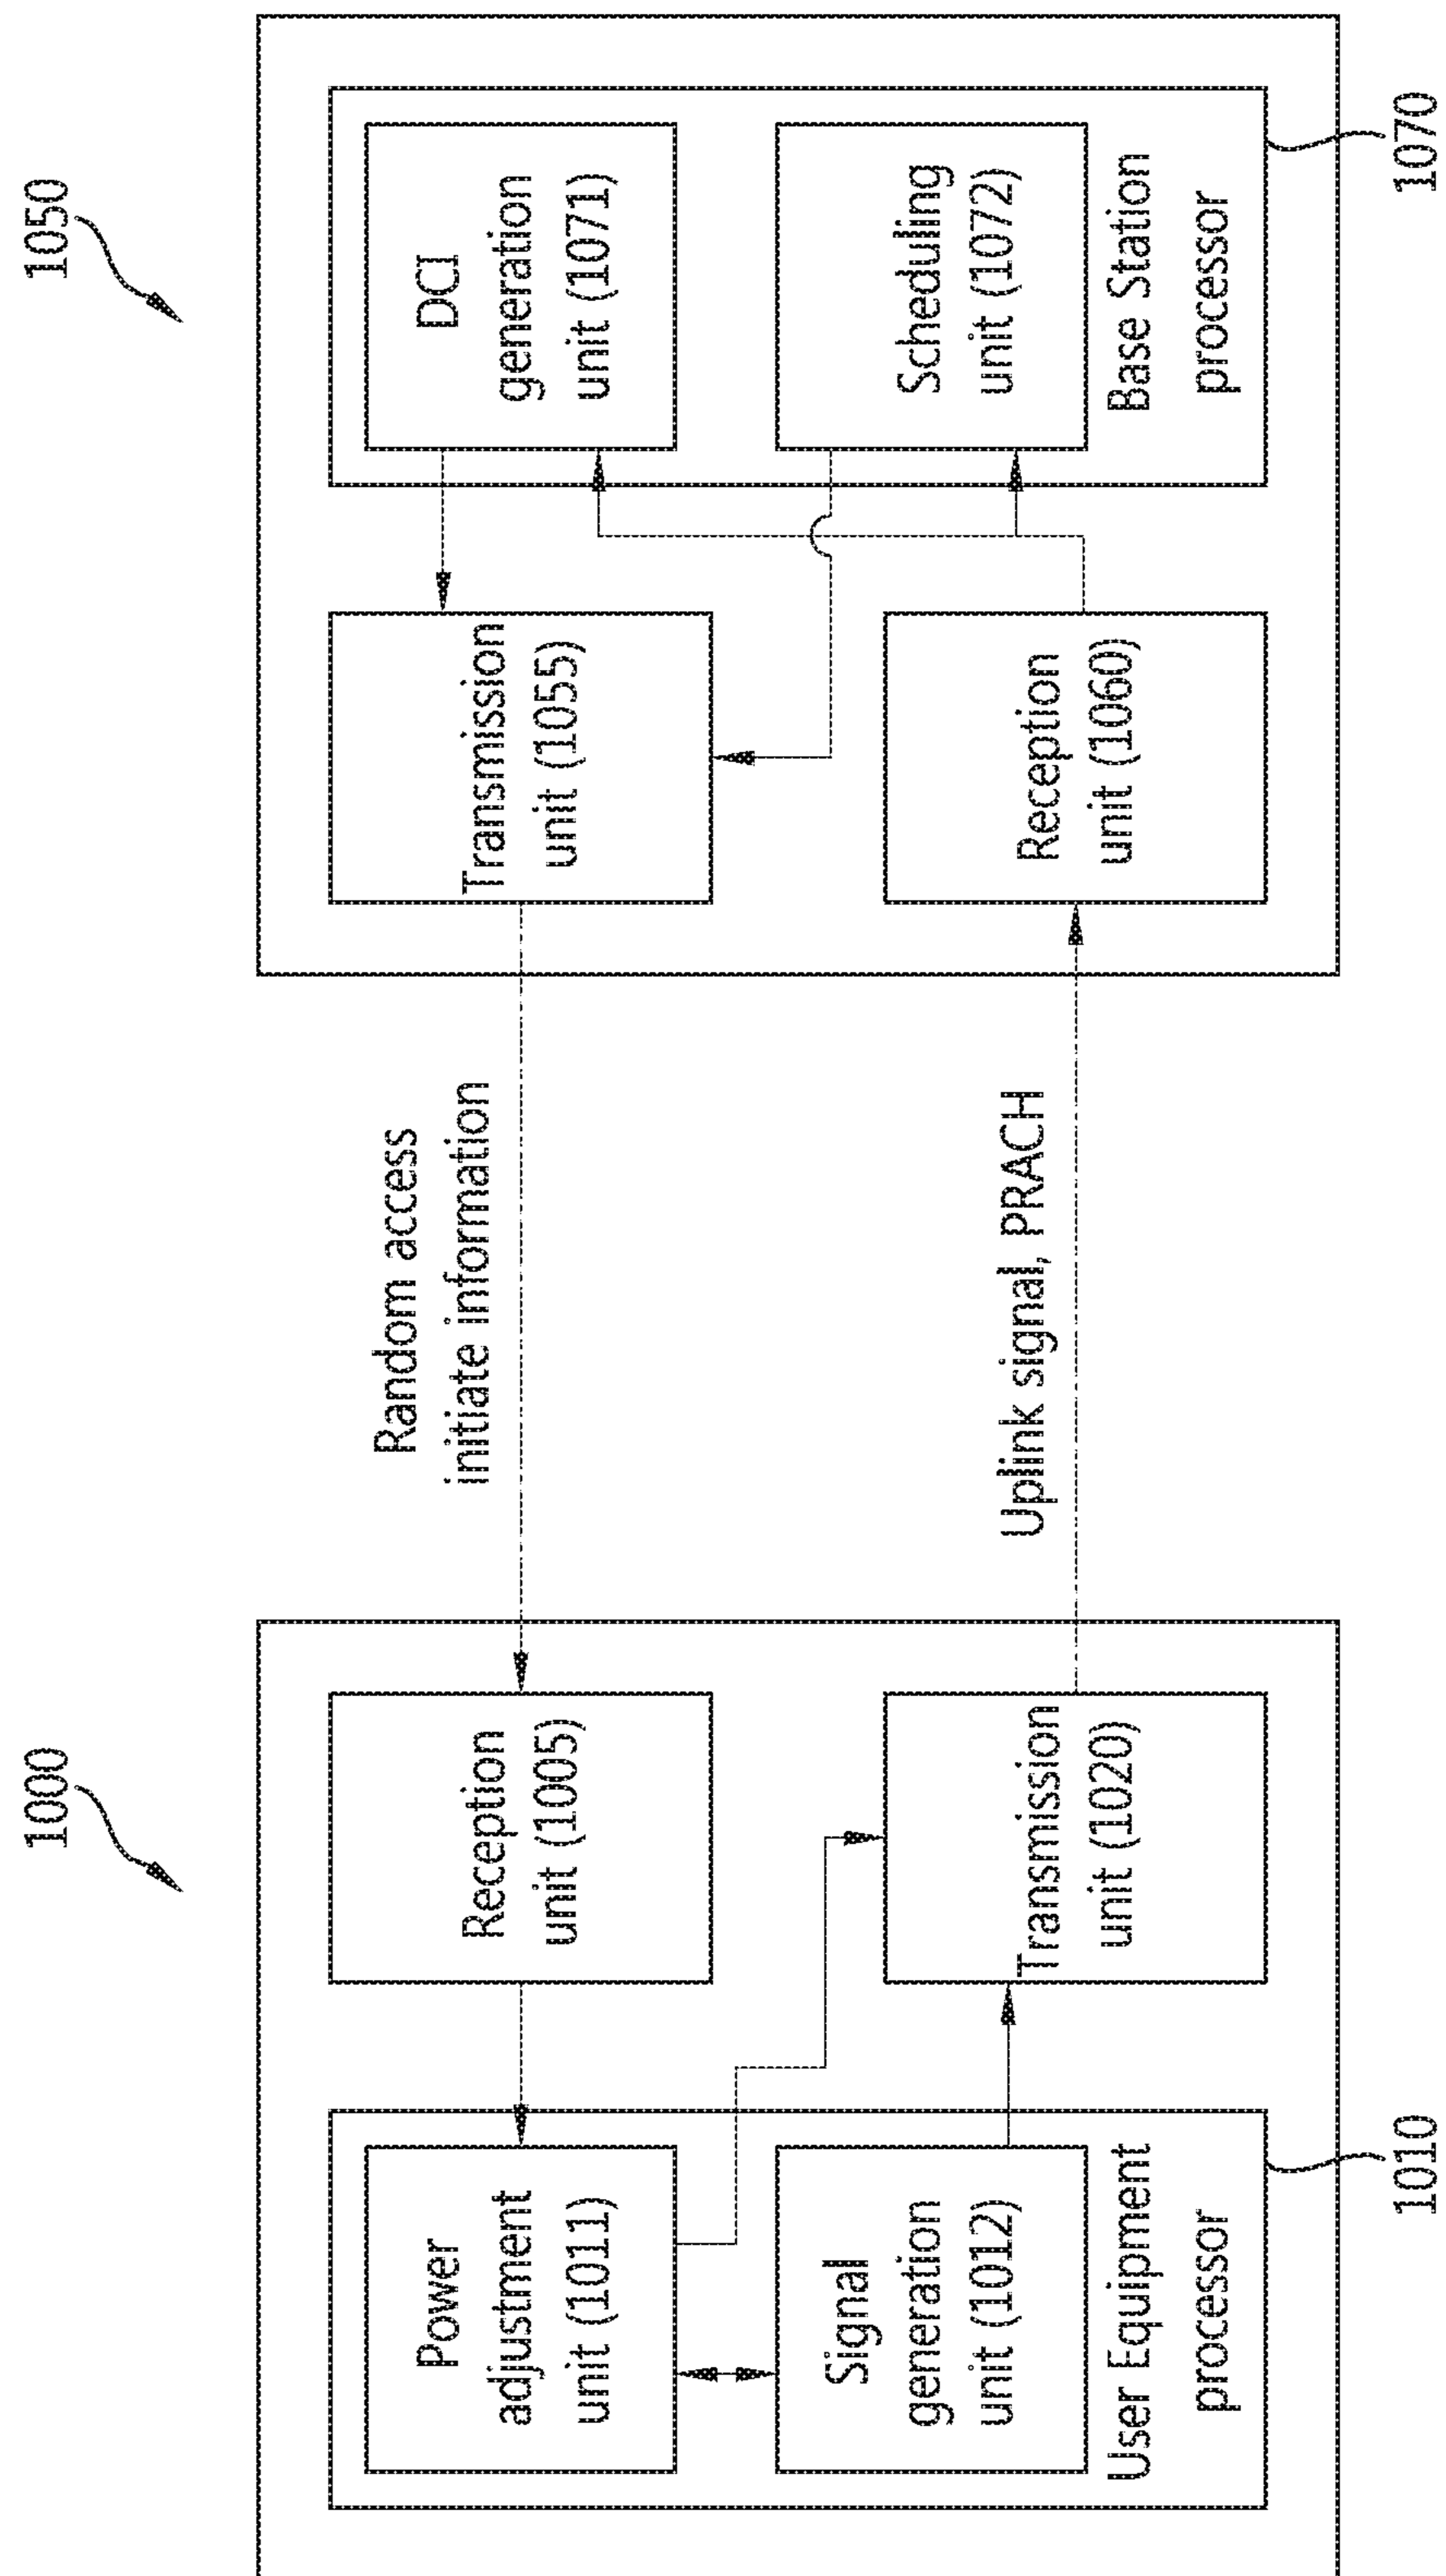 1000
1050
Power
adjustment
unit (1011)
Signal
generation
unit (1012)
User Equipment
processor
1010
Reception
unit (1005)
Transmission
unit (1020)
Random access
initiate information
Uplink signal, PRACH
Transmission
unit (1055)
Reception
unit (1060)
DCI
generation
unit (1071)
Scheduling
unit (1072)
Base Station
processor
1070